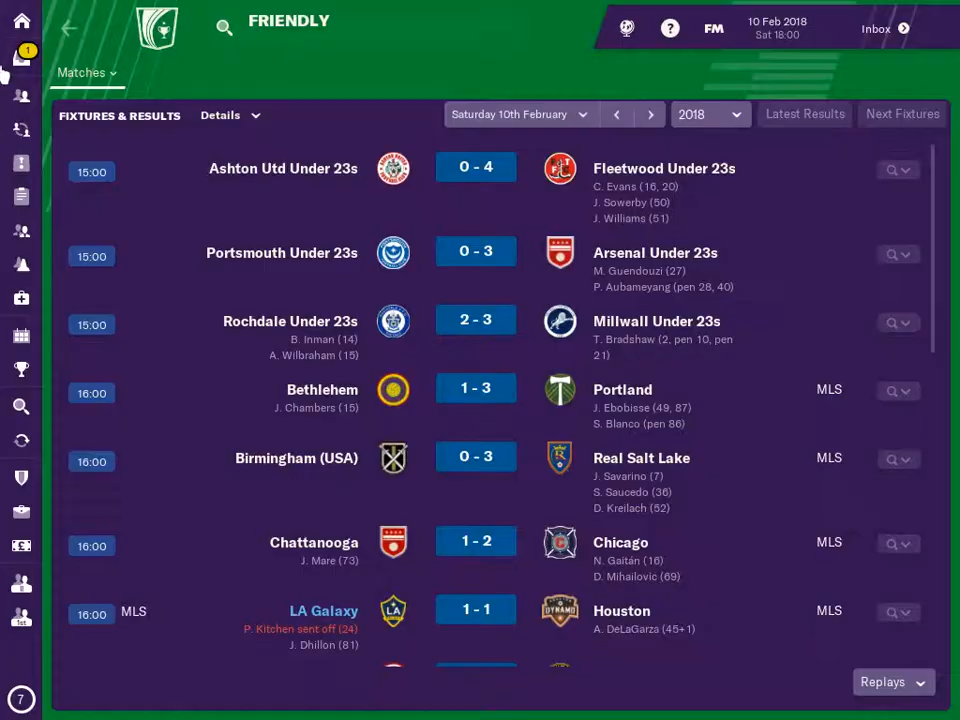 FRIENDLY
FM
10 Feb 2018
Sat 18:00
Inbox
1
Matches
FIXTURES & RESULTS
Details
Saturday 10th February
2018
Latest Results
Next Fixtures
15:00
Ashton Utd Under 23s
0 - 4
Fleetwood Under 23s
C. Evans (16, 20)
J. Sowerby (50)
J. Williams (51)
15:00
Portsmouth Under 23s
0 - 3
Arsenal Under 23s
M. Guendouzi (27)
P. Aubameyang (pen 28, 40)
15:00
Rochdale Under 23s
B. Inman (14)
A. Wilbraham (15)
2 - 3
Millwall Under 23s
T. Bradshaw (2, pen 10, pen
21)
16:00
Bethlehem
J. Chambers (15)
1 - 3
Portland
MLS
J. Ebobisse (49, 87)
S. Blanco (pen 86)
16:00
Birmingham (USA)
0 - 3
Real Salt Lake
MLS
J. Savarino (7)
S. Saucedo (36)
D. Kreilach (52)
16:00
Chattanooga
J. Mare (73)
1 - 2
Chicago
MLS
N. Gaitán (16)
D. Mihailovic (69)
16:00
MLS
LA Galaxy
P. Kitchen sent off (24)
J. Dhillon (81)
1 - 1
Houston
MLS
A. DeLaGarza (45+1)
Replays
1st
7